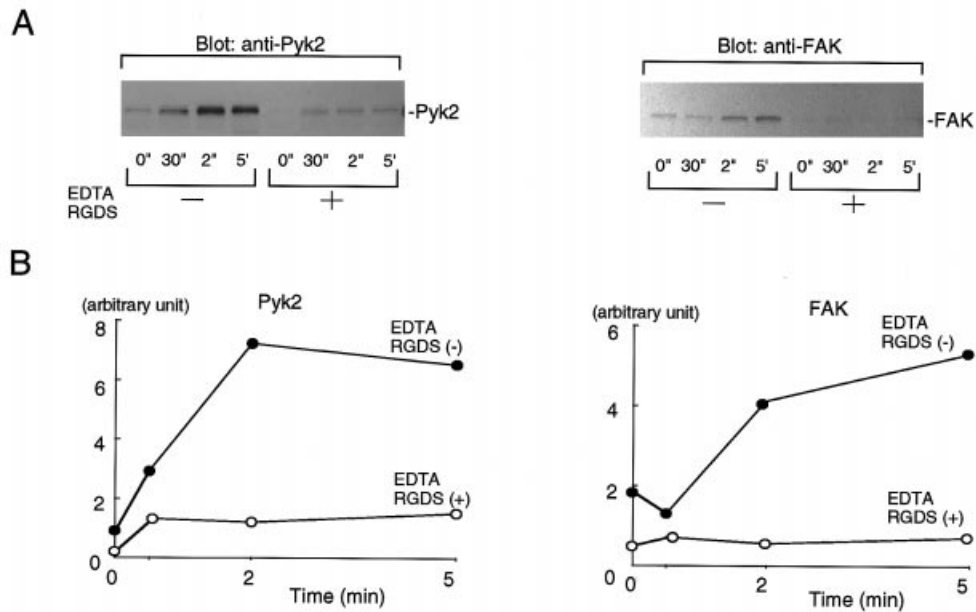 A
Blot: anti-Pyk2
-Pyk2
0" 30" 2" 5' 0" 30" 2" 5'
EDTA
RGDS
— +
Blot: anti-FAK
-FAK
0" 30" 2" 5' 0" 30" 2" 5'
— +
B
(arbitrary unit)
Pyk2
8
6
4
2
0
EDTA
RGDS (-)
EDTA
RGDS (+)
0 2 5
Time (min)
(arbitrary unit)
FAK
6
4
2
0
EDTA
RGDS (-)
EDTA
RGDS (+)
0 2 5
Time (min)